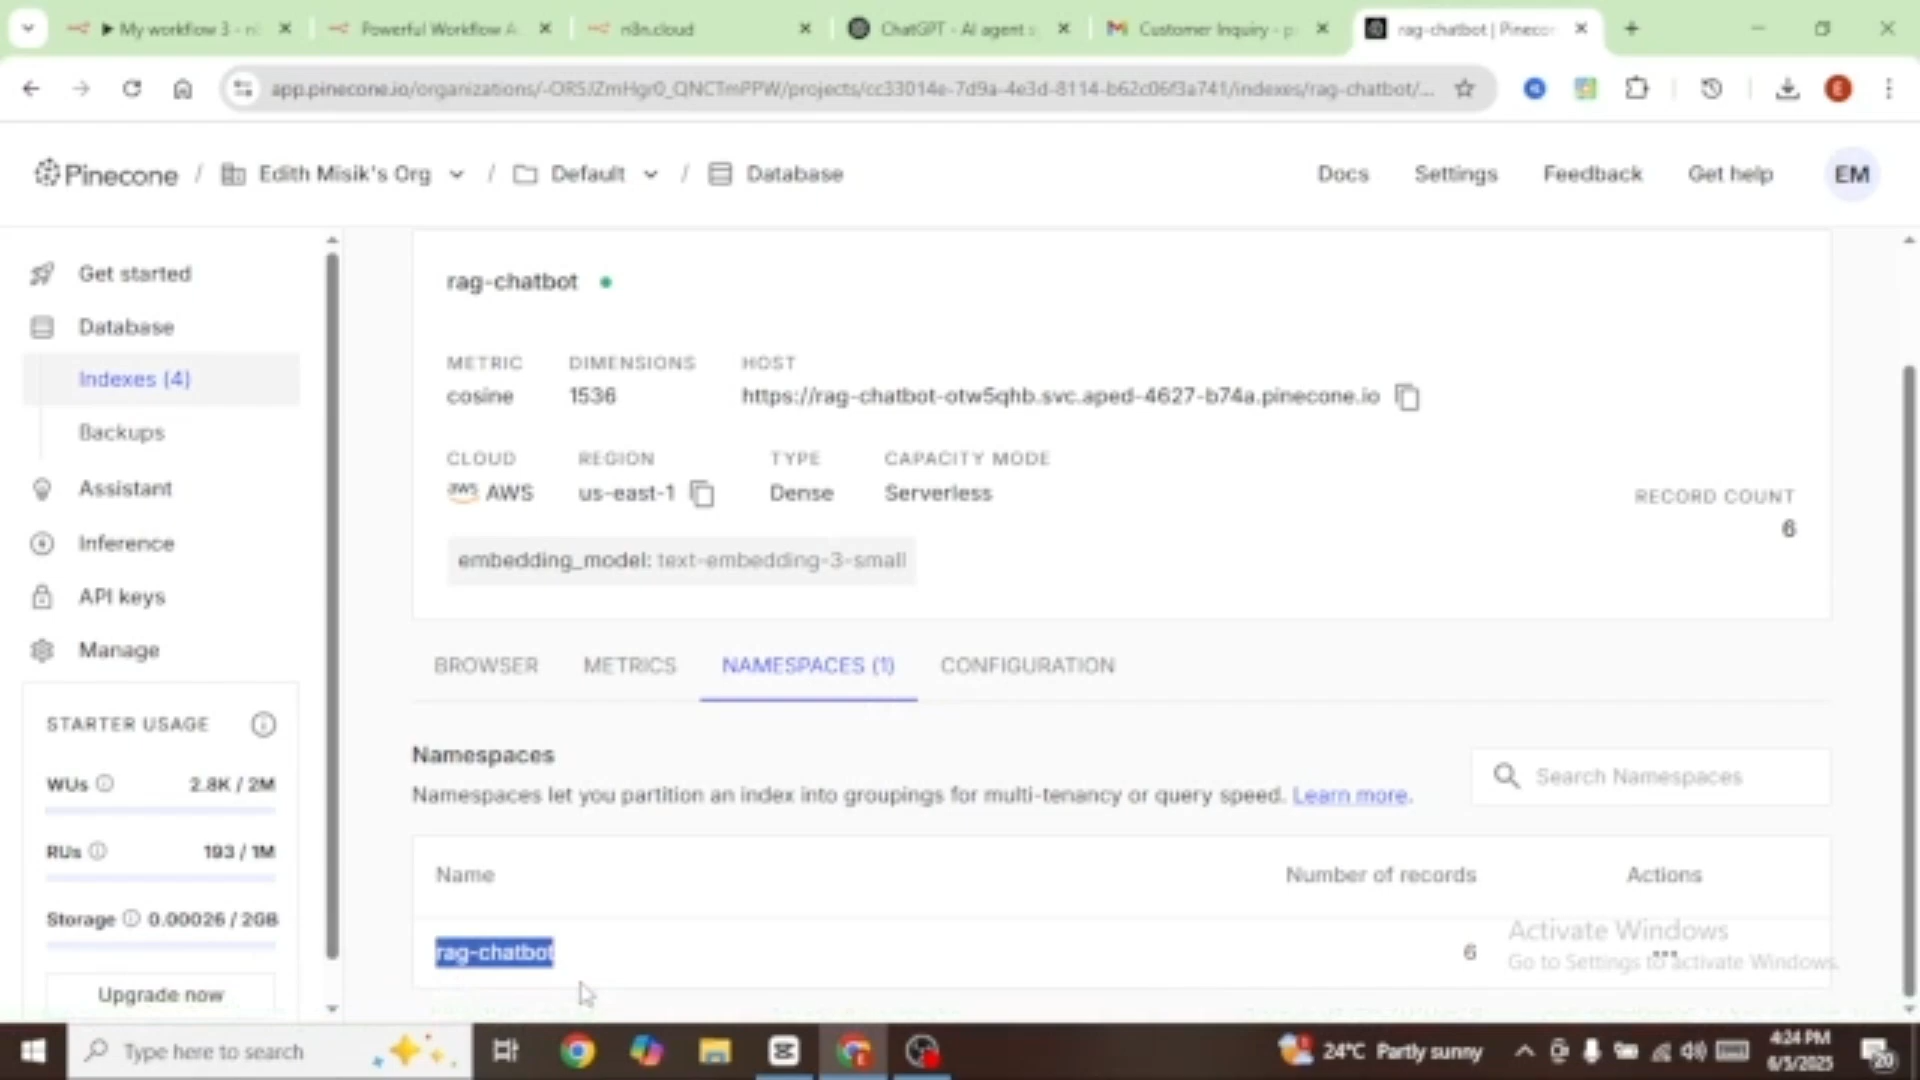 My workflow 3 - n
Powerful Workflow A
n8n.cloud
ChatGPT - AI agent s
Customer Inquiry - p
rag-chatbot | Pineco
app.pinecone.io/organizations/-ORSJZmHgr0_QNCTmPPW/projects/cc33014e-7d9a-4e3d-8114-b62c06f3a741/indexes/rag-chatbot/...
E
Pinecone / Edith Misik's Org / Default / Database
Docs Settings Feedback Get help EM
Get started
Database
Indexes (4)
Backups
Assistant
Inference
API keys
Manage
STARTER USAGE
WUs 2.8K / 2M
RUs 193 / 1M
Storage 0.00026 / 2GB
Upgrade now
rag-chatbot
METRIC DIMENSIONS HOST
cosine 1536 https://rag-chatbot-otw5qhb.svc.aped-4627-b74a.pinecone.io
CLOUD REGION TYPE CAPACITY MODE
aws AWS us-east-1 Dense Serverless
RECORD COUNT
6
embedding_model: text-embedding-3-small
BROWSER METRICS NAMESPACES (1) CONFIGURATION
Namespaces
Namespaces let you partition an index into groupings for multi-tenancy or query speed. Learn more.
Search Namespaces
Name Number of records Actions
rag-chatbot 6
Activate Windows
Go to Settings to activate Windows.
Type here to search
24°C Partly sunny
4:24 PM
6/5/2025
20